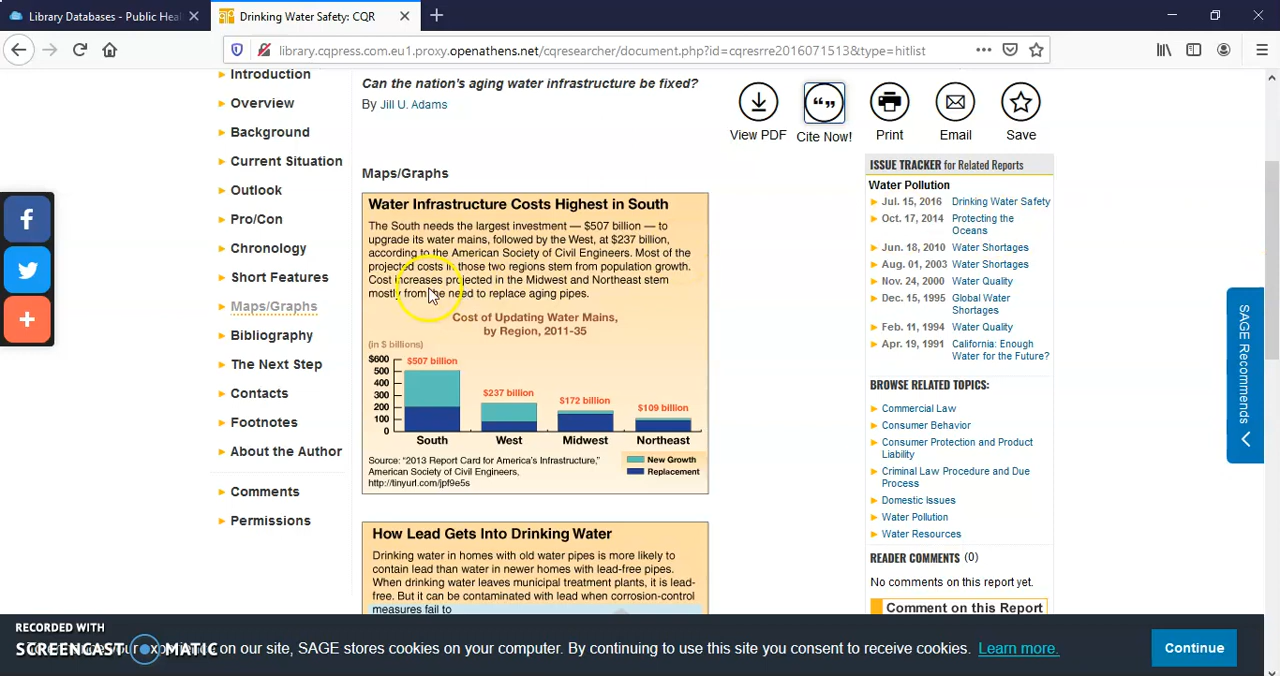 Library Databases - Public Heal
Drinking Water Safety: CQR
library.cqpress.com.eu1.proxy.openathens.net/cqresearcher/document.php?id=cqresrre2016071513&type=hitlist
Introduction
Overview
Background
Current Situation
Outlook
Pro/Con
Chronology
Short Features
Maps/Graphs
Bibliography
The Next Step
Contacts
Footnotes
About the Author
Comments
Permissions
Can the nation's aging water infrastructure be fixed?
By Jill U. Adams
View PDF
Cite Now!
Print
Email
Save
Maps/Graphs
Water Infrastructure Costs Highest in South
The South needs the largest investment — $507 billion — to
upgrade its water mains, followed by the West, at $237 billion,
according to the American Society of Civil Engineers. Most of the
projected costs in those two regions stem from population growth.
Cost increases projected in the Midwest and Northeast stem
mostly from the need to replace aging pipes.
Cost of Updating Water Mains,
by Region, 2011-35
(in $ billions)
$600
500
400
300
200
100
0
$507 billion
$237 billion
$172 billion
$109 billion
South
West
Midwest
Northeast
Source: "2013 Report Card for America's Infrastructure,"
American Society of Civil Engineers,
http://tinyurl.com/jpf9e5s
New Growth
Replacement
How Lead Gets Into Drinking Water
Drinking water in homes with old water pipes is more likely to
contain lead than water in newer homes with lead-free pipes.
When drinking water leaves municipal treatment plants, it is lead-
free. But it can be contaminated with lead when corrosion-control
measures fail to
ISSUE TRACKER for Related Reports
Water Pollution
Jul. 15, 2016 Drinking Water Safety
Oct. 17, 2014 Protecting the
Oceans
Jun. 18, 2010 Water Shortages
Aug. 01, 2003 Water Shortages
Nov. 24, 2000 Water Quality
Dec. 15, 1995 Global Water
Shortages
Feb. 11, 1994 Water Quality
Apr. 19, 1991 California: Enough
Water for the Future?
BROWSE RELATED TOPICS:
Commercial Law
Consumer Behavior
Consumer Protection and Product
Liability
Criminal Law Procedure and Due
Process
Domestic Issues
Water Pollution
Water Resources
READER COMMENTS (0)
No comments on this report yet.
Comment on this Report
SAGE Recommends
RECORDED WITH
SCREENCAST MATIC
your experience on our site, SAGE stores cookies on your computer. By continuing to use this site you consent to receive cookies. Learn more.
Continue